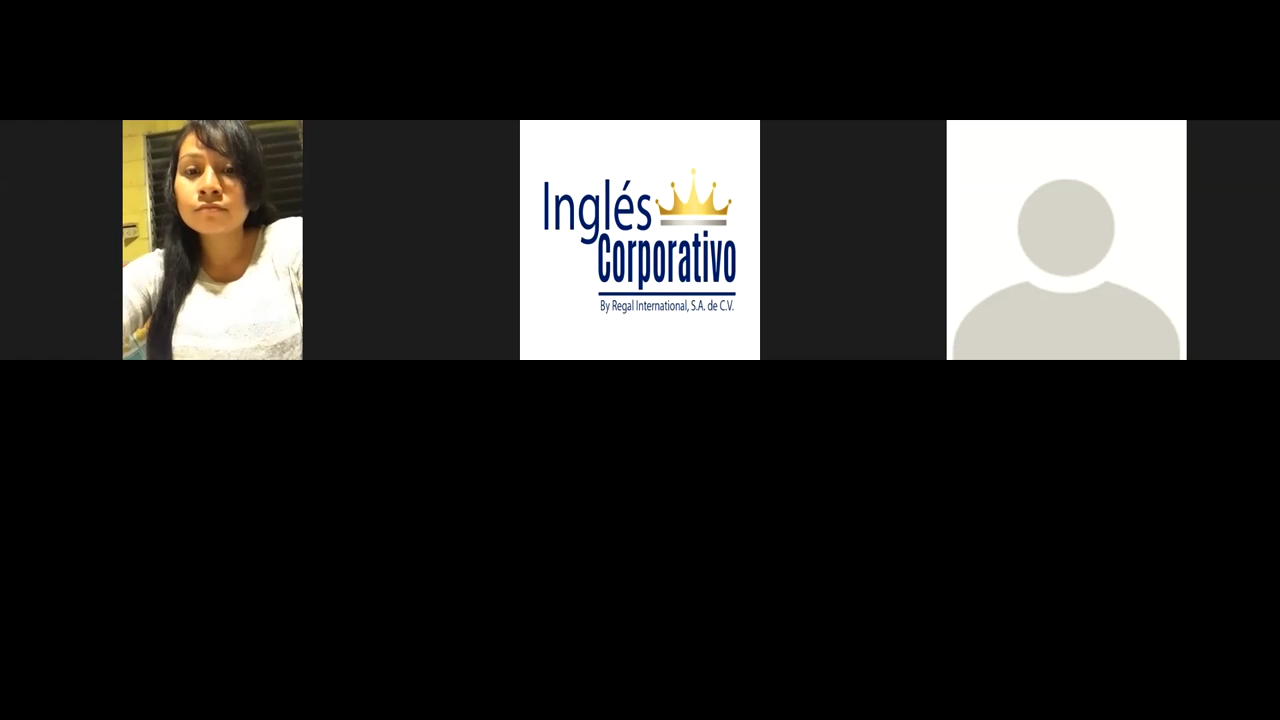 Inglés
Corporativo
By Regal International, S.A. de C.V.